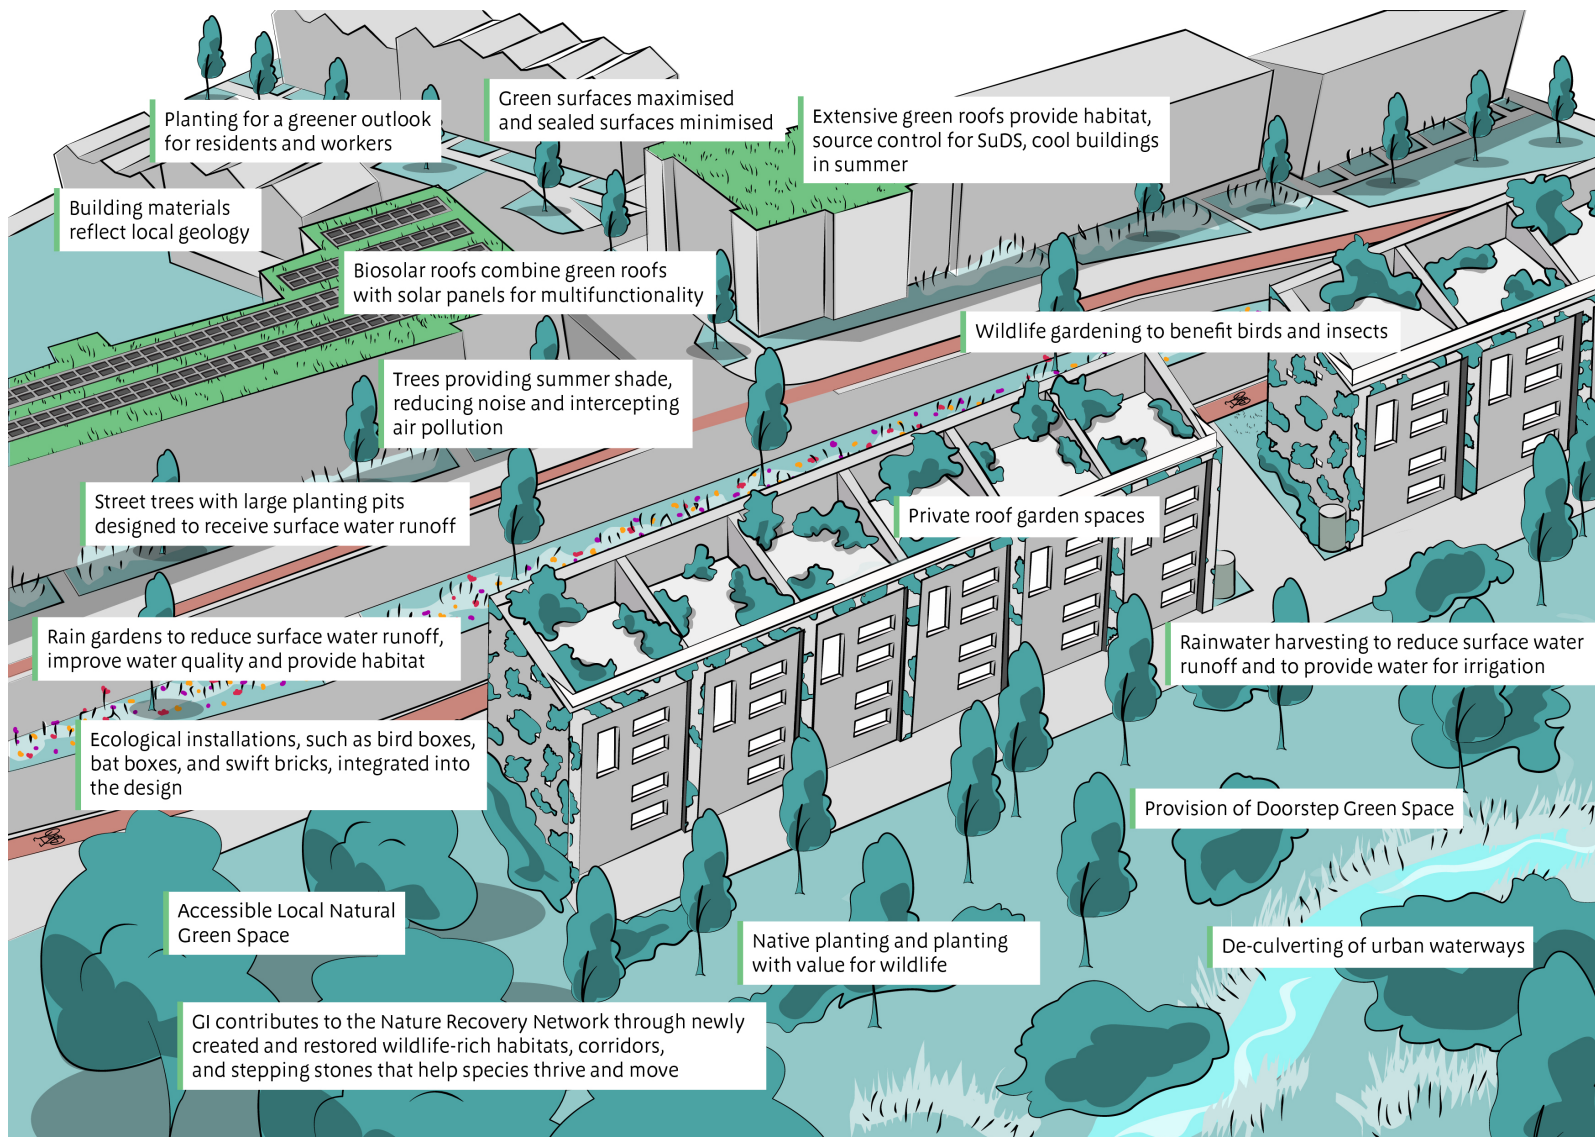 Planting for a greener outlook
for residents and workers
Green surfaces maximised
and sealed surfaces minimised
Extensive green roofs provide habitat,
source control for SuDS, cool buildings
in summer
Building materials
reflect local geology
Biosolar roofs combine green roofs
with solar panels for multifunctionality
Wildlife gardening to benefit birds and insects
Trees providing summer shade,
reducing noise and intercepting
air pollution
Street trees with large planting pits
designed to receive surface water runoff
Private roof garden spaces
Rain gardens to reduce surface water runoff,
improve water quality and provide habitat
Rainwater harvesting to reduce surface water
runoff and to provide water for irrigation
Ecological installations, such as bird boxes,
bat boxes, and swift bricks, integrated into
the design
Provision of Doorstep Green Space
Accessible Local Natural
Green Space
Native planting and planting
with value for wildlife
De-culverting of urban waterways
GI contributes to the Nature Recovery Network through newly
created and restored wildlife-rich habitats, corridors,
and stepping stones that help species thrive and move